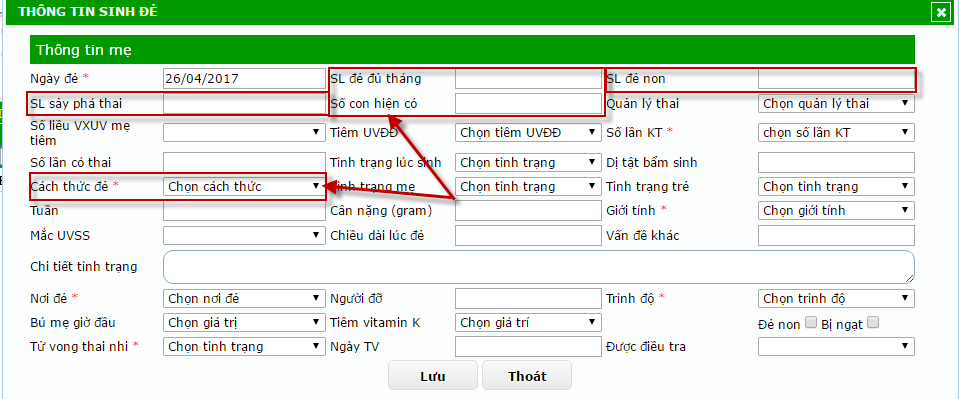 THÔNG TIN SINH ĐẺ
Thông tin mẹ
Ngày đẻ * 26/04/2017 SL đẻ đủ tháng SL đẻ non
SL sảy phá thai Số con hiện có Quản lý thai Chọn quản lý thai
Số liều VXUV mẹ tiêm Tiêm UVĐĐ Chọn tiêm UVĐĐ Số lần KT * chọn số lần KT
Số lần có thai Tình trạng lúc sinh Chọn tình trạng Dị tật bẩm sinh
Cách thức đẻ * Chọn cách thức Tình trạng mẹ Chọn tình trạng Tình trạng trẻ Chọn tình trạng
Tuần Cân nặng (gram) Giới tính * Chọn giới tính
Mắc UVSS Chiều dài lúc đẻ Vấn đề khác
Chi tiết tình trạng
Nơi đẻ * Chọn nơi đẻ Người đỡ Trình độ * Chọn trình độ
Bú mẹ giờ đầu Chọn giá trị Tiêm vitamin K Chọn giá trí Đẻ non Bị ngạt
Tử vong thai nhi * Chọn tình trạng Ngày TV Được điều tra
Lưu Thoát